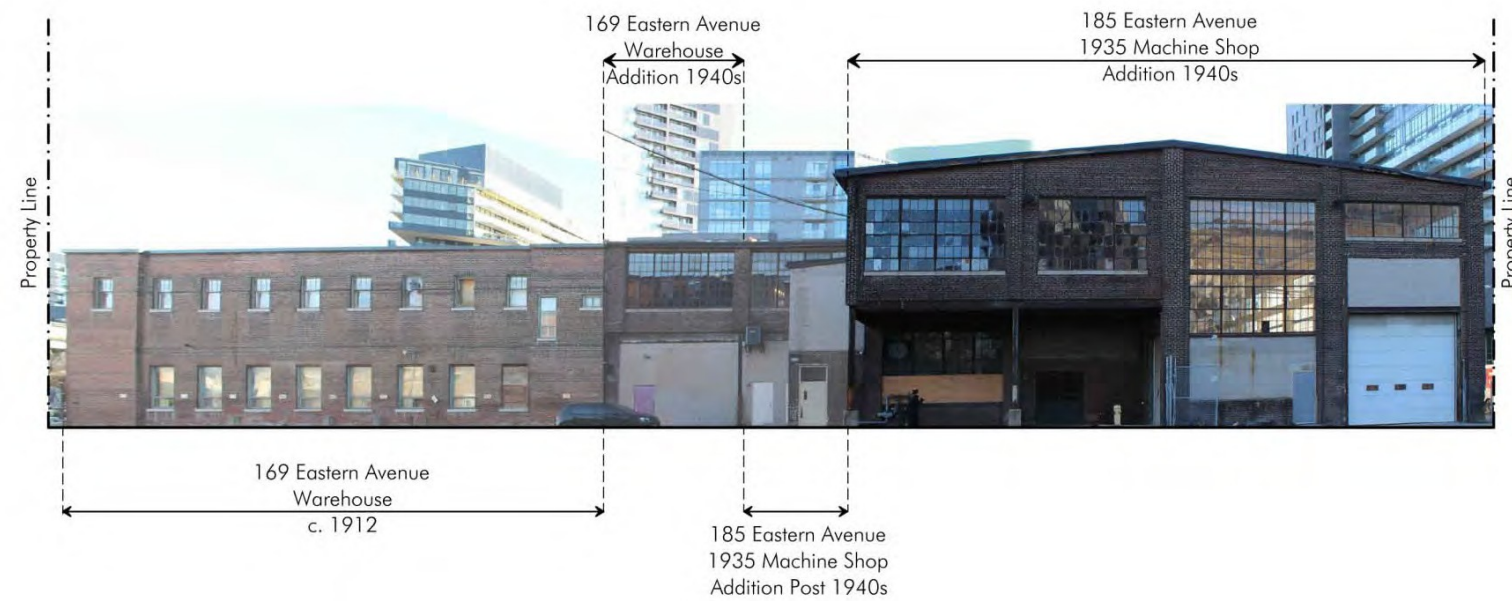 169 Eastern Avenue
Warehouse
Addition 1940s
185 Eastern Avenue
1935 Machine Shop
Addition 1940s
Property Line
Property Line
169 Eastern Avenue
Warehouse
c. 1912
185 Eastern Avenue
1935 Machine Shop
Addition Post 1940s